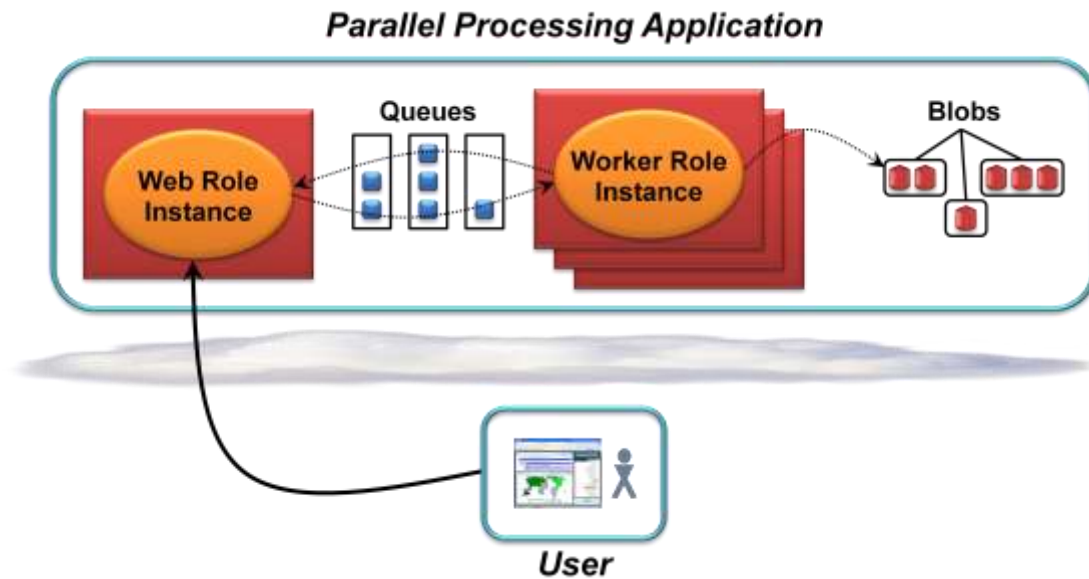 Parallel Processing Application
Queues
Blobs
Web Role
Instance
Worker Role
Instance
User